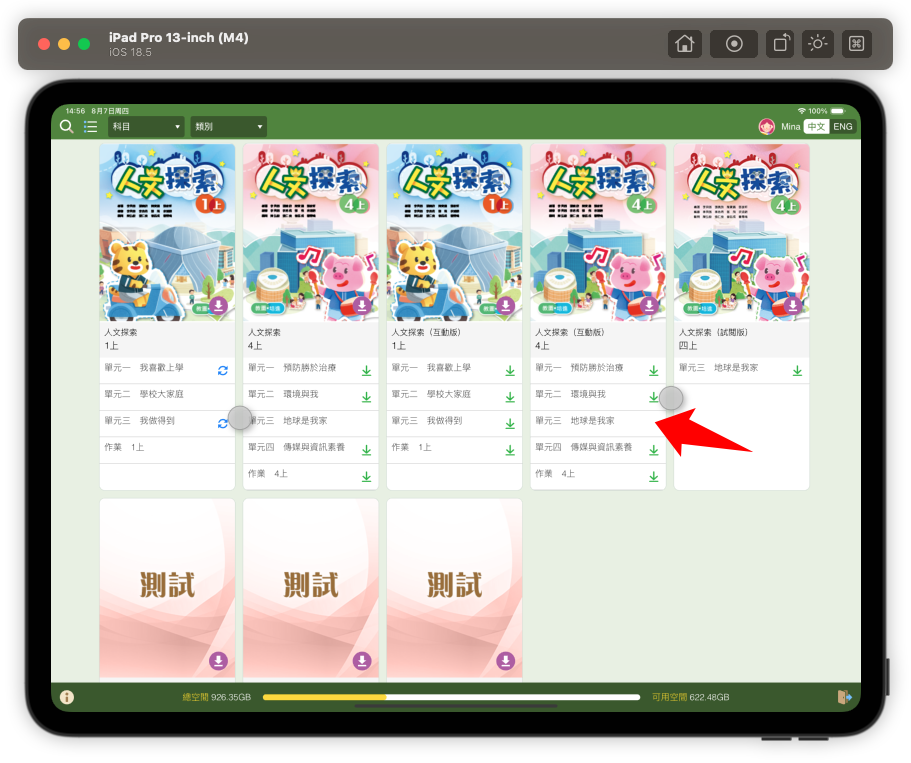 iPad Pro 13-inch (M4)
iOS 18.5
14:56 8月7日周四
100%
科目
類別
Mina
中文
ENG
人文探索
1上
人文探索
4上
人文探索
1上
人文探索
4上
人文探索
4上
人文探索
1上
單元一 我喜歡上學
單元二 學校大家庭
單元三 我做得到
作業 1上
人文探索
4上
單元一 預防勝於治療
單元二 環境與我
單元三 地球是我家
單元四 傳媒與資訊素養
作業 4上
人文探索（互動版）
1上
單元一 我喜歡上學
單元二 學校大家庭
單元三 我做得到
作業 1上
人文探索（互動版）
4上
單元一 預防勝於治療
單元二 環境與我
單元三 地球是我家
單元四 傳媒與資訊素養
作業 4上
人文探索（試閱版）
四上
單元三 地球是我家
測試
測試
測試
總空間 926.35GB
可用空間 622.48GB